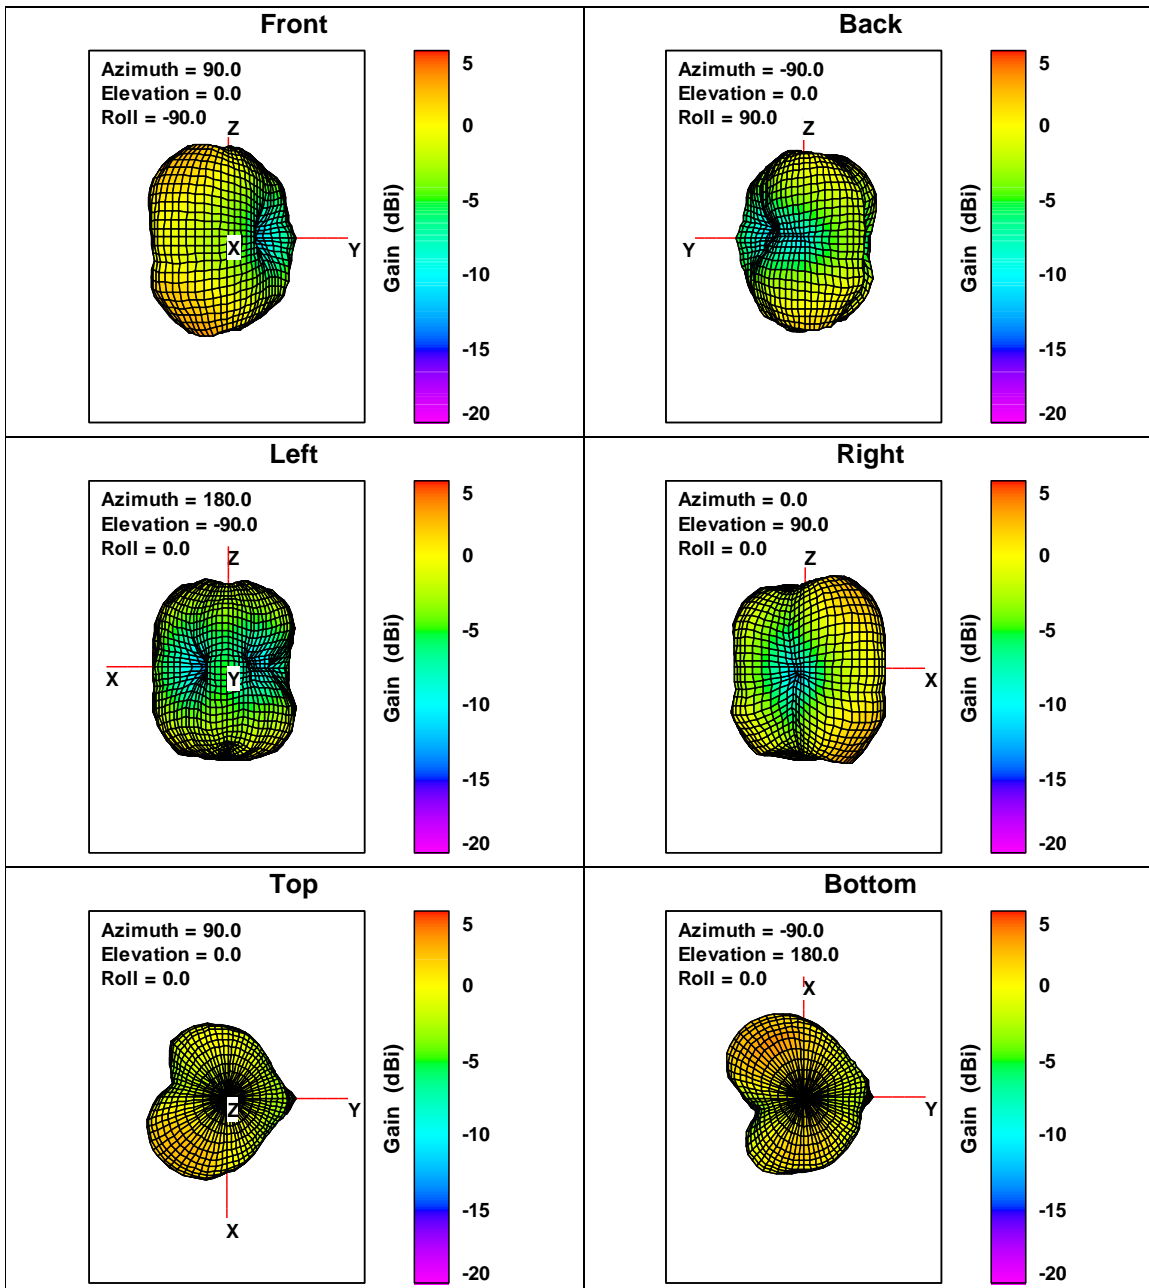 Front
Azimuth = 90.0
Elevation = 0.0
Roll = -90.0
Z
X
Y
Gain (dBi)
5
0
-5
-10
-15
-20
Back
Azimuth = -90.0
Elevation = 0.0
Roll = 90.0
Z
Y
Gain (dBi)
5
0
-5
-10
-15
-20
Left
Azimuth = 180.0
Elevation = -90.0
Roll = 0.0
Z
X
Y
Gain (dBi)
5
0
-5
-10
-15
-20
Right
Azimuth = 0.0
Elevation = 90.0
Roll = 0.0
Z
X
Gain (dBi)
5
0
-5
-10
-15
-20
Top
Azimuth = 90.0
Elevation = 0.0
Roll = 0.0
Z
Y
X
Gain (dBi)
5
0
-5
-10
-15
-20
Bottom
Azimuth = -90.0
Elevation = 180.0
Roll = 0.0
X
Y
Gain (dBi)
5
0
-5
-10
-15
-20